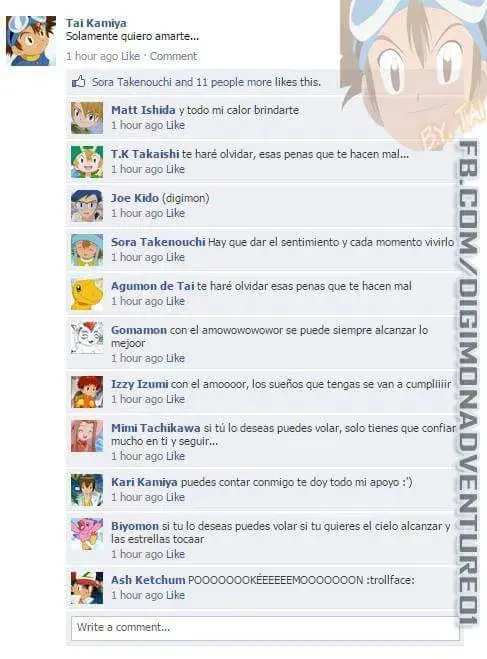 Tai Kamiya
Solamente quiero amarte...
1 hour ago Like · Comment
Sora Takenouchi and 11 people more likes this.
Matt Ishida y todo mi calor brindarte
1 hour ago Like
T.K Takaishi te haré olvidar, esas penas que te hacen mal...
1 hour ago Like
Joe Kido (digimon)
1 hour ago Like
Sora Takenouchi Hay que dar el sentimiento y cada momento vivirlo
1 hour ago Like
Agumon de Tai te haré olvidar esas penas que te hacen mal
1 hour ago Like
Gomamon con el amowowowowor se puede siempre alcanzar lo
mejoor
1 hour ago Like
Izzy Izumi con el amoooor, los sueños que tengas se van a cumpliiiir
1 hour ago Like
Mimi Tachikawa si tú lo deseas puedes volar, solo tienes que confiar
mucho en ti y seguir...
1 hour ago Like
Kari Kamiya puedes contar conmigo te doy todo mi apoyo :')
1 hour ago Like
Biyomon si tu lo deseas puedes volar si tu quieres el cielo alcanzar y
las estrellas tocaar
1 hour ago Like
Ash Ketchum POOOOOOOKÉEEEEEMOOOOOOON :trollface:
1 hour ago Like
Write a comment...
BY. TAI
FB.COM/DIGIMONADVENTURE01